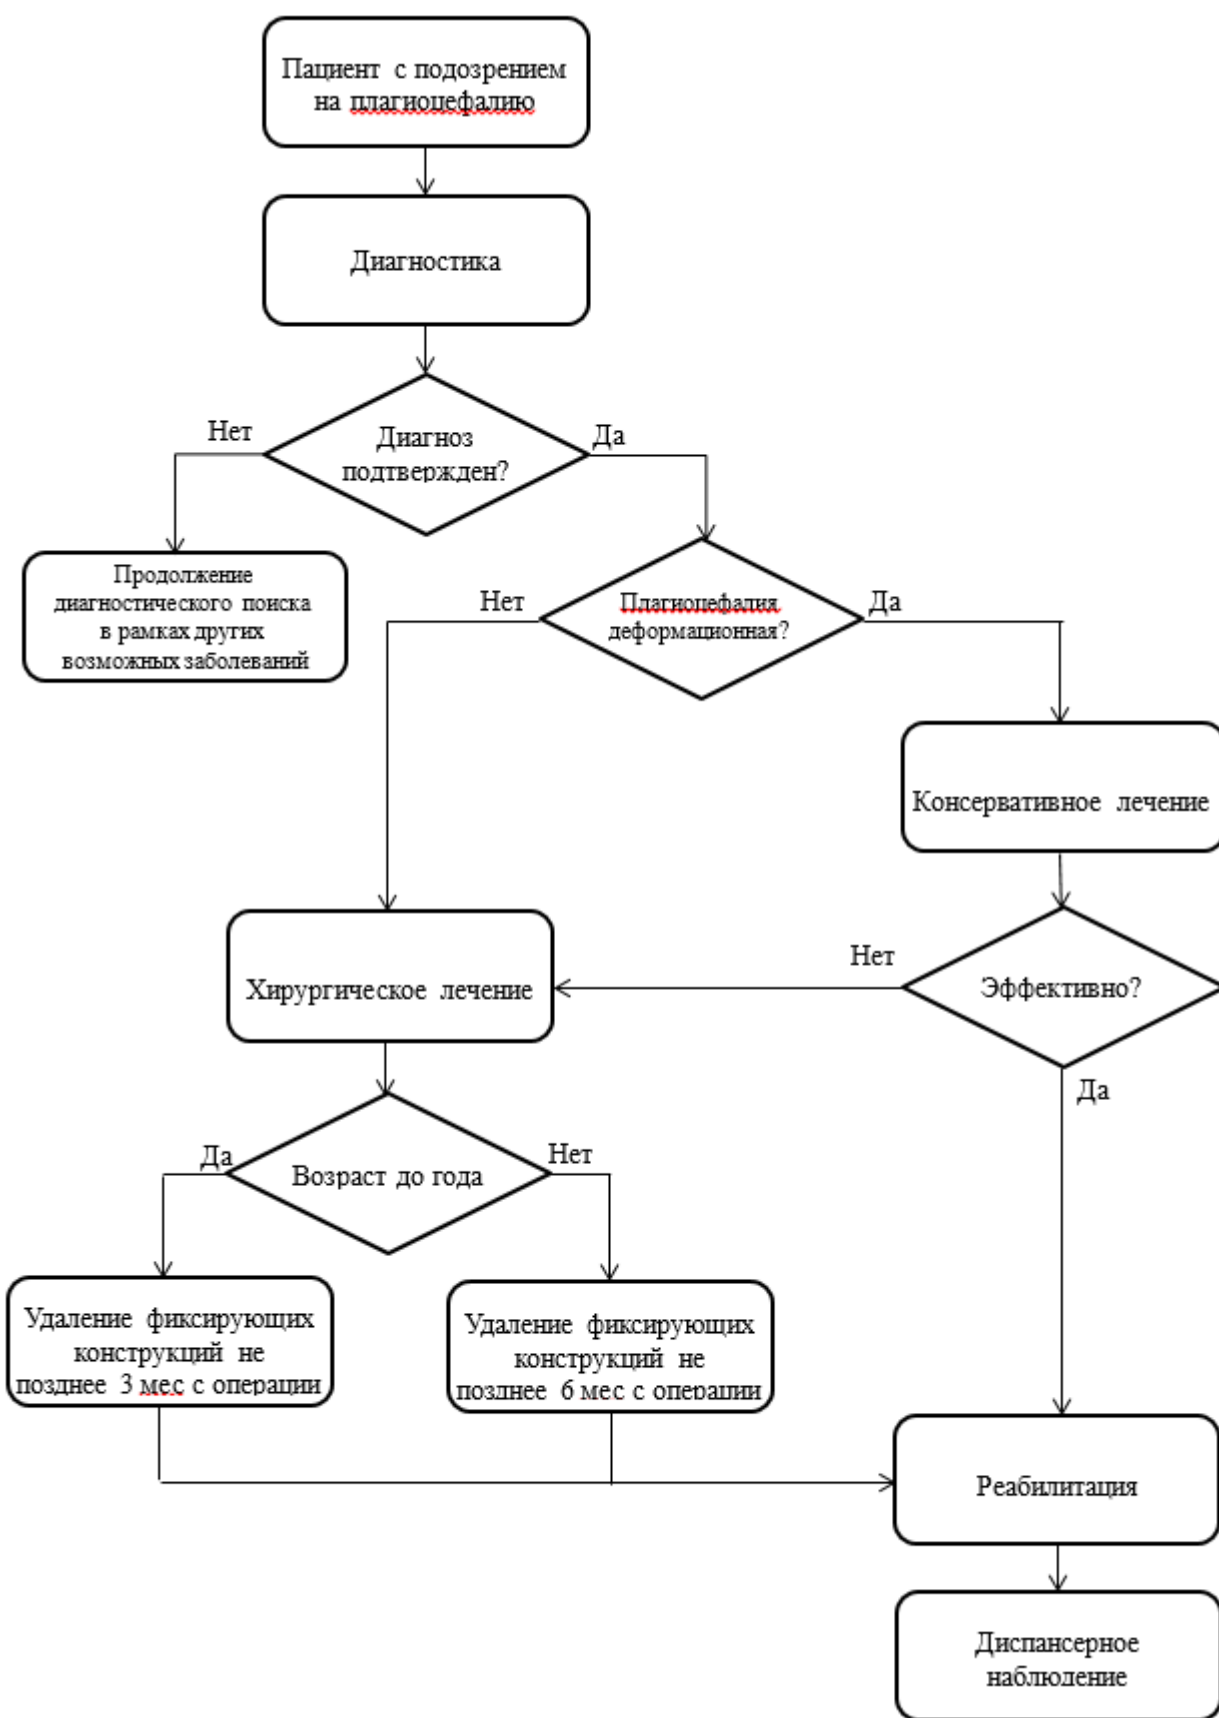 Пациент с подозрением
на плагиоцефалию
Диагностика
Нет
Диагноз
подтвержден?
Да
Продолжение
диагностического поиска
в рамках других
возможных заболеваний
Нет
Плагиоцефалия
деформационная?
Да
Консервативное лечение
Хирургическое лечение
Нет
Эффективно?
Да
Да
Возраст до года
Нет
Удаление фиксирующих
конструкций не
позднее 3 мес с операции
Удаление фиксирующих
конструкций не
позднее 6 мес с операции
Реабилитация
Диспансерное
наблюдение